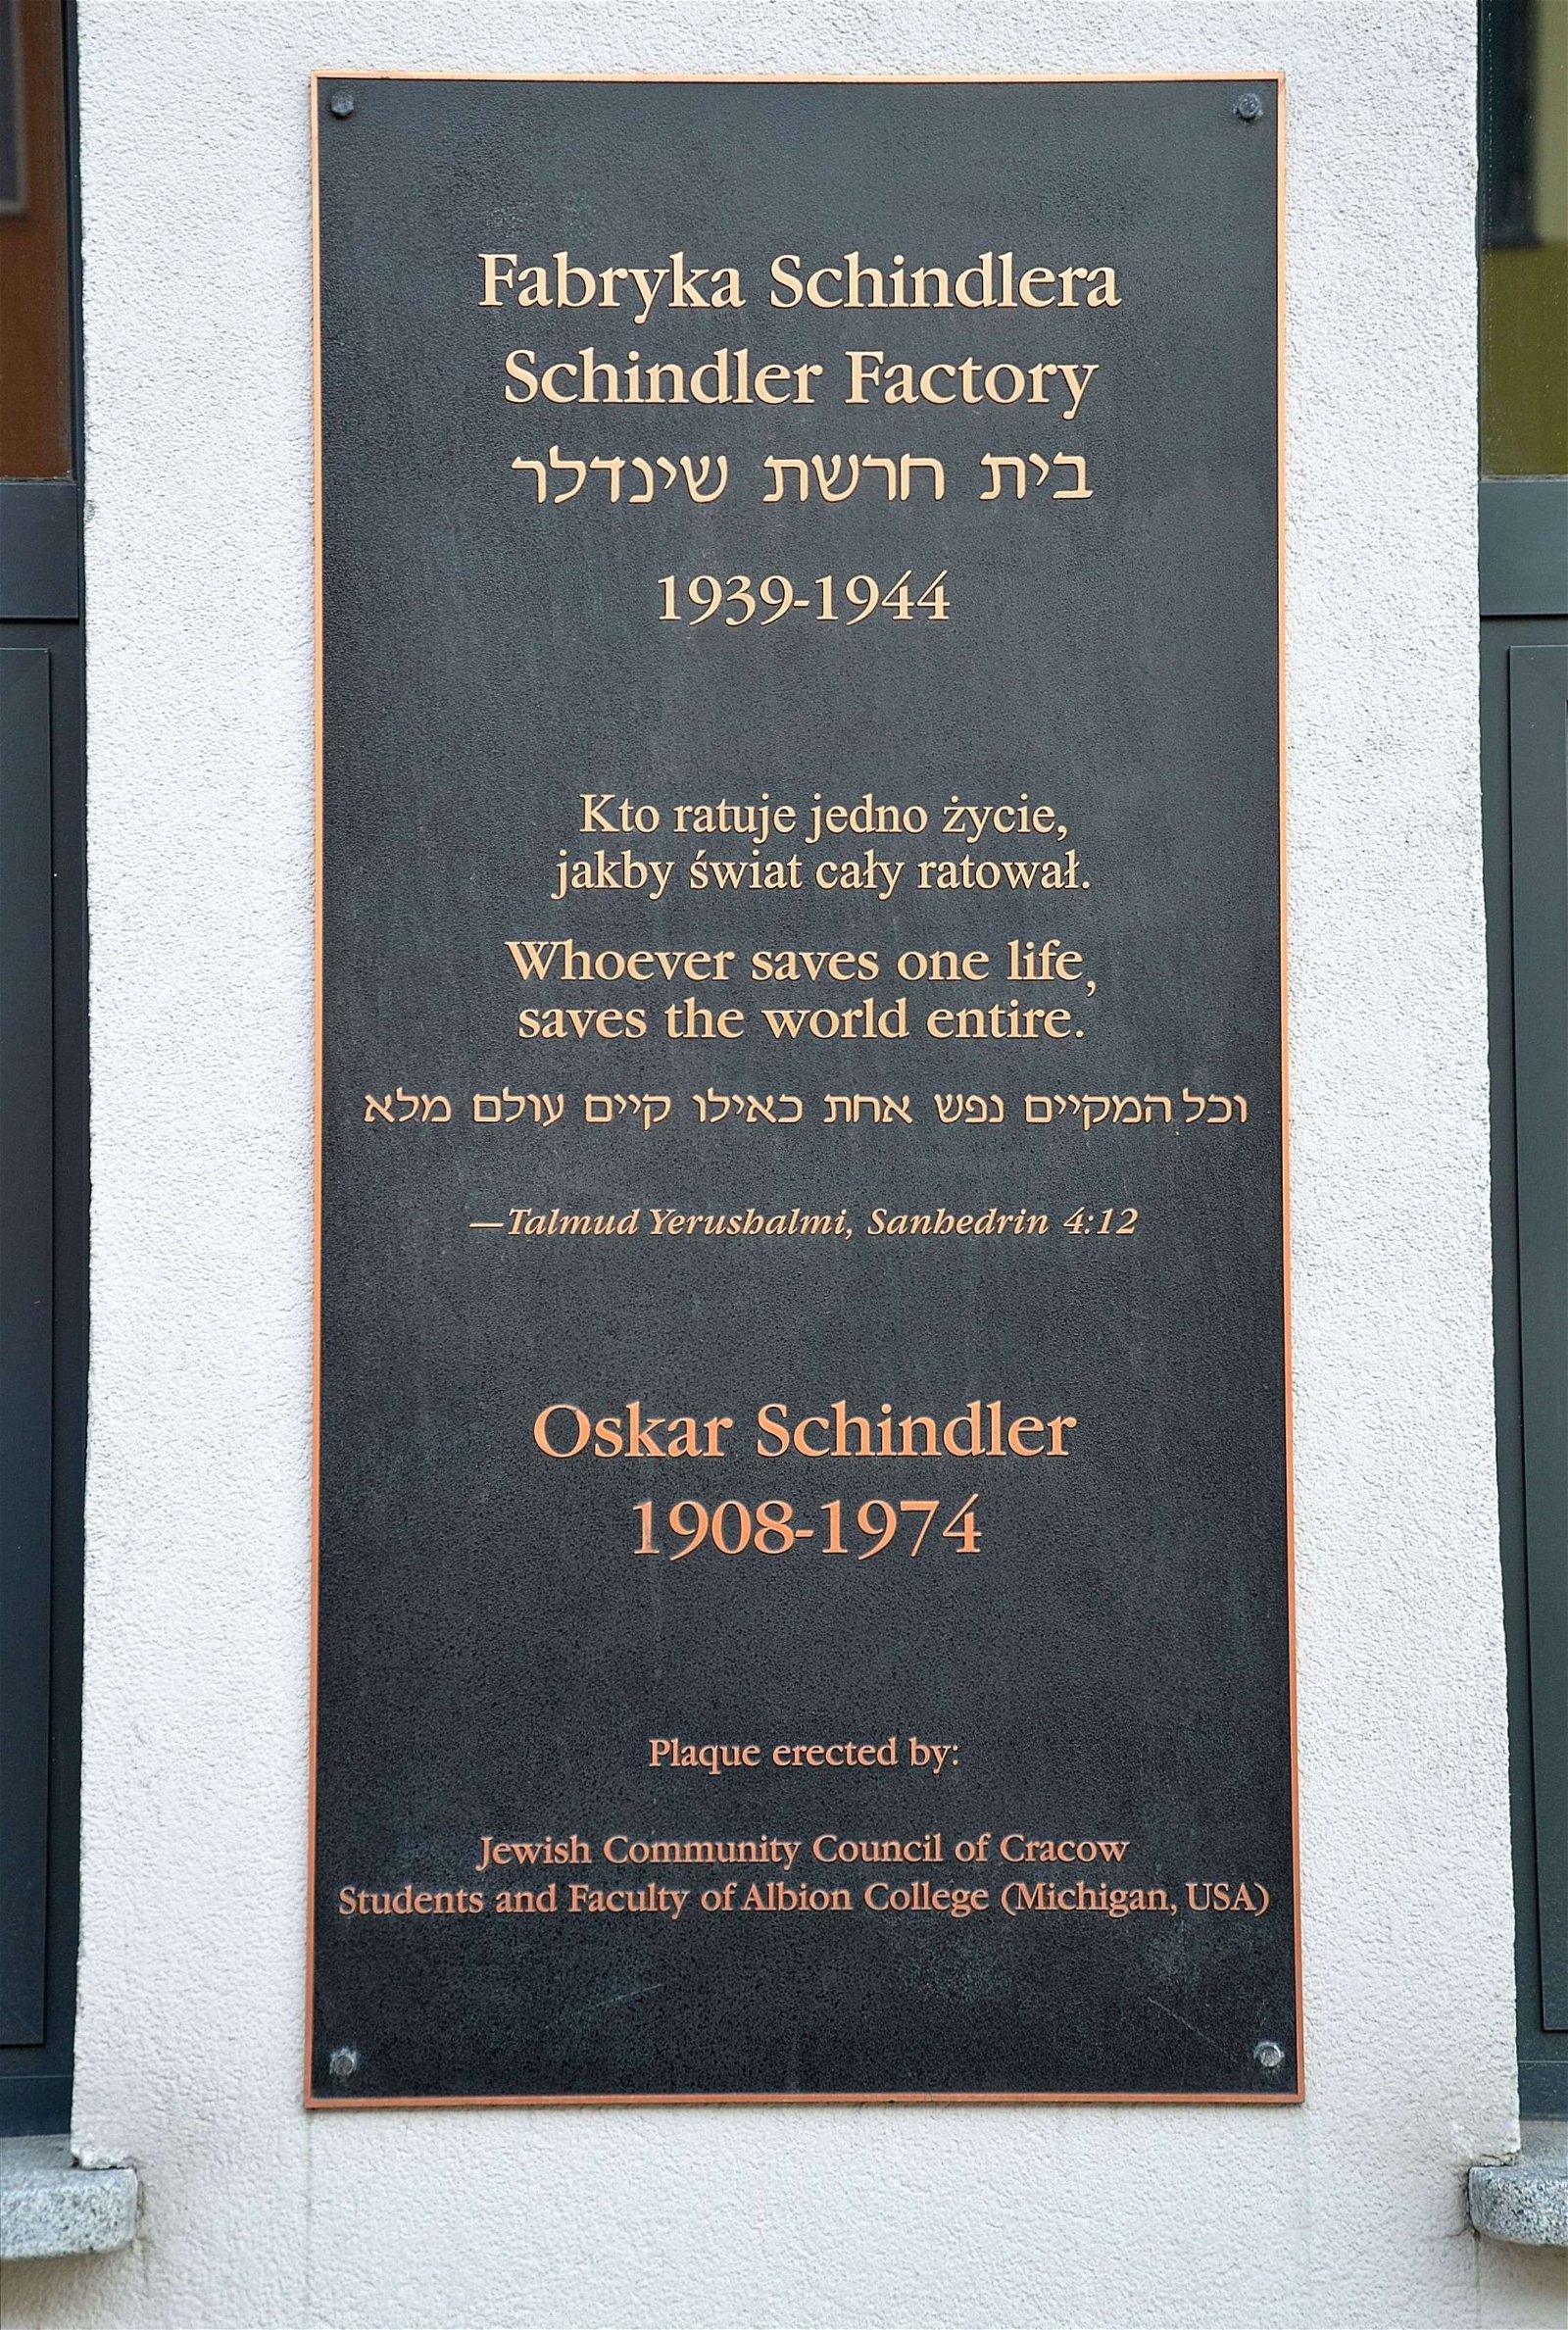 Fabryka Schindlera
Schindler Factory
בית חרשת שינדלר
1939-1944
Kto ratuje jedno życie,
jakby świat cały ratował.
Whoever saves one life,
saves the world entire.
וכל המקיים נפש אחת כאילו קיים עולם מלא
—Talmud Yerushalmi, Sanhedrin 4:12
Oskar Schindler
1908-1974
Plaque erected by:
Jewish Community Council of Cracow
Students and Faculty of Albion College (Michigan, USA)